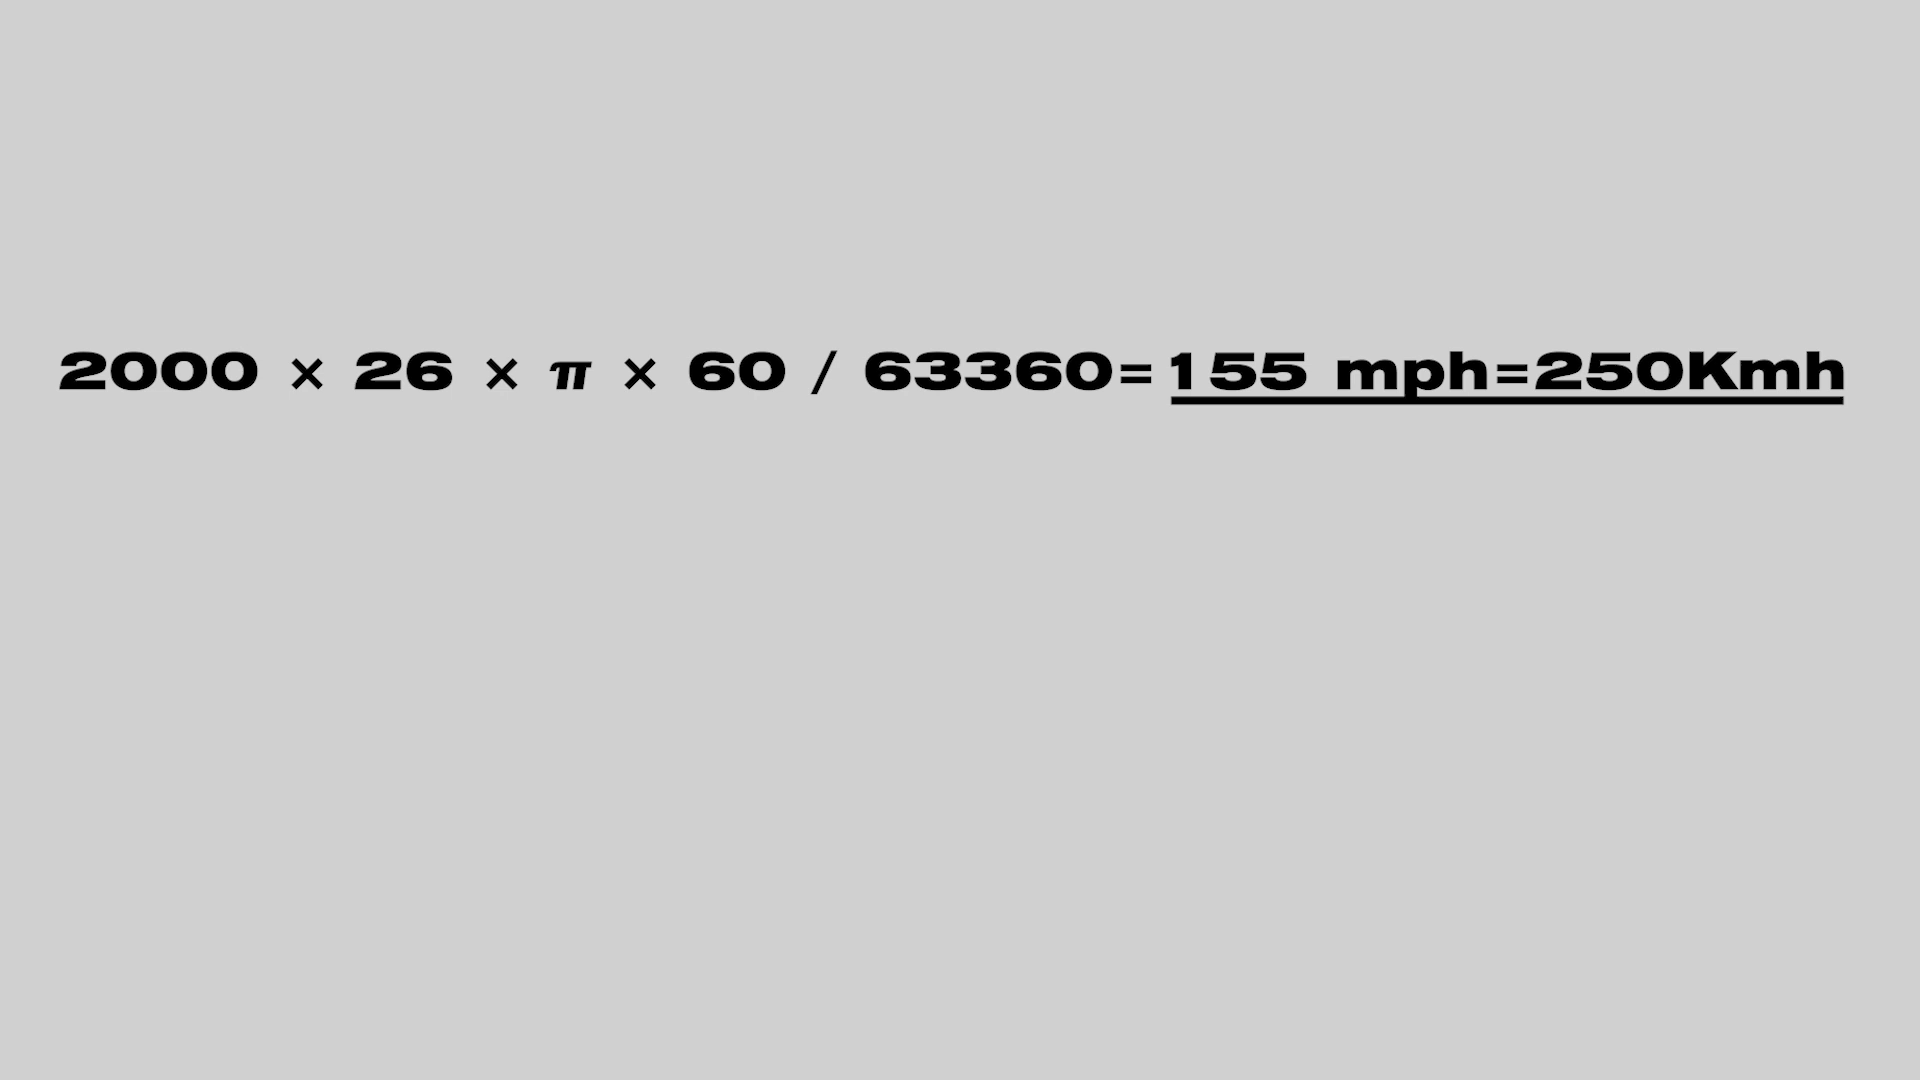 2000 × 26 × π × 60 / 63360=155 mph=250Kmh